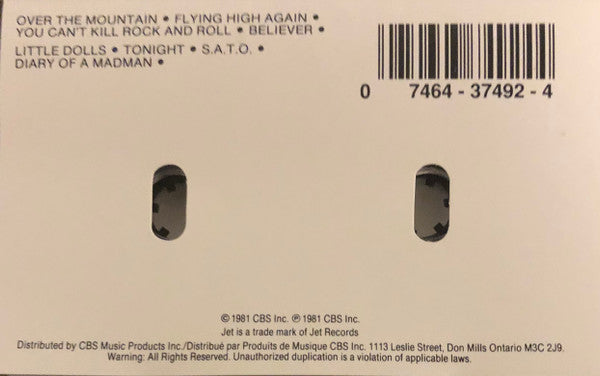 OVER THE MOUNTAIN • FLYING HIGH AGAIN •
YOU CAN'T KILL ROCK AND ROLL • BELIEVER •
LITTLE DOLLS • TONIGHT • S.A.T.O. •
DIARY OF A MADMAN •
0 7464 - 37492 - 4
© 1981 CBS Inc. ℗ 1981 CBS Inc.
Jet is a trade mark of Jet Records
Distributed by CBS Music Products Inc./Distribué par Produits de Musique CBS Inc. 1113 Leslie Street, Don Mills Ontario M3C 2J9.
Warning: All Rights Reserved. Unauthorized duplication is a violation of applicable laws.